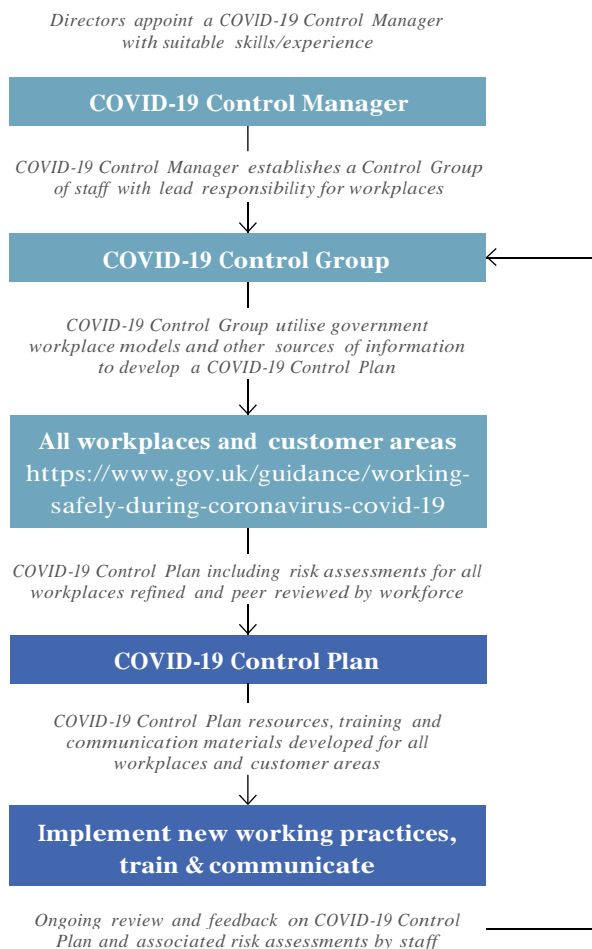 Directors appoint a COVID-19 Control Manager
with suitable skills/experience
COVID-19 Control Manager
COVID-19 Control Manager establishes a Control Group
of staff with lead responsibility for workplaces
COVID-19 Control Group
COVID-19 Control Group utilise government
workplace models and other sources of information
to develop a COVID-19 Control Plan
All workplaces and customer areas
https://www.gov.uk/guidance/working-
safely-during-coronavirus-covid-19
COVID-19 Control Plan including risk assessments for all
workplaces refined and peer reviewed by workforce
COVID-19 Control Plan
COVID-19 Control Plan resources, training and
communication materials developed for all
workplaces and customer areas
Implement new working practices,
train & communicate
Ongoing review and feedback on COVID-19 Control
Plan and associated risk assessments by staff